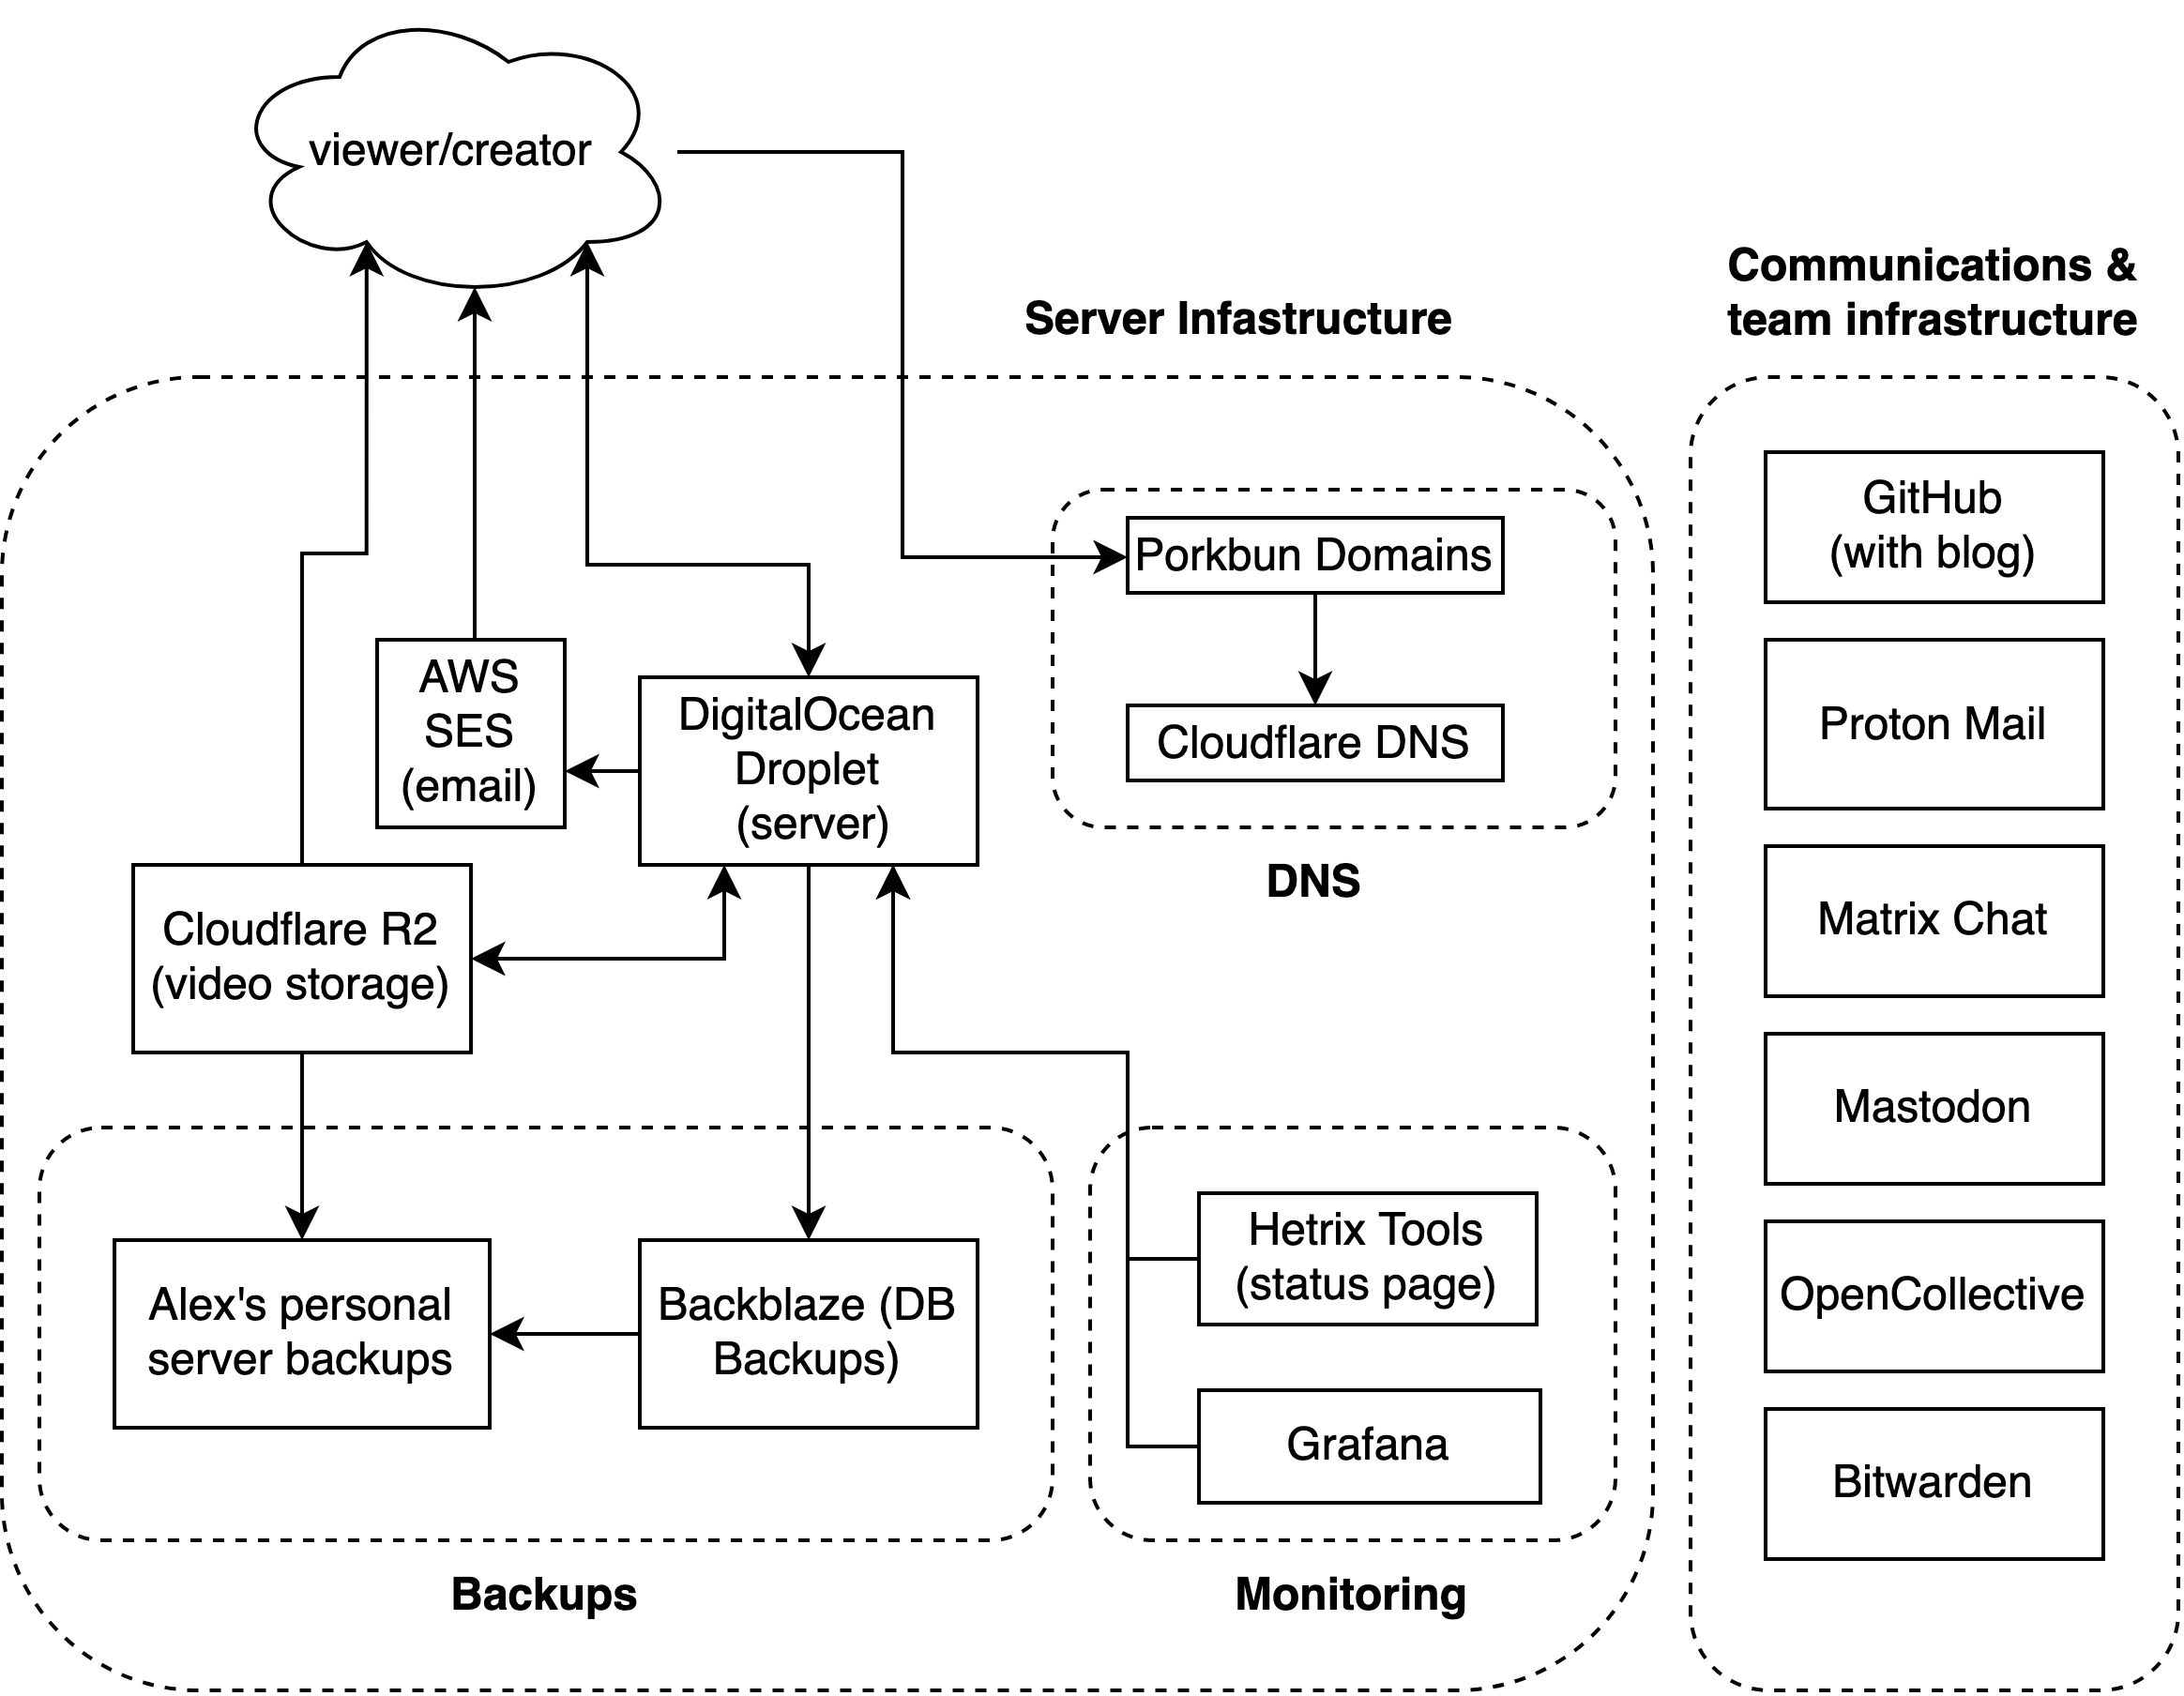 viewer/creator
Server Infastructure
Communications &
team infrastructure
Porkbun Domains
Cloudflare DNS
DNS
AWS
SES
(email)
DigitalOcean
Droplet
(server)
Cloudflare R2
(video storage)
Alex's personal
server backups
Backblaze (DB
Backups)
Backups
Hetrix Tools
(status page)
Grafana
Monitoring
GitHub
(with blog)
Proton Mail
Matrix Chat
Mastodon
OpenCollective
Bitwarden